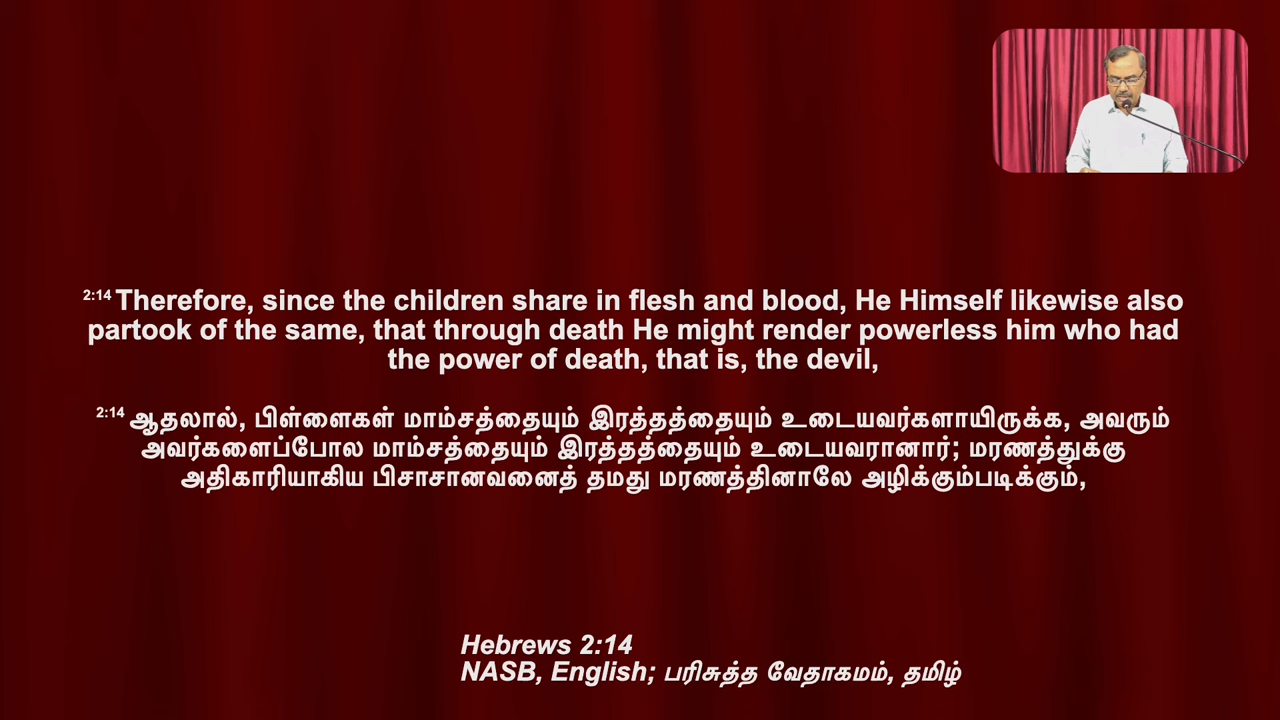 2:14 Therefore, since the children share in flesh and blood, He Himself likewise also
partook of the same, that through death He might render powerless him who had
the power of death, that is, the devil,
2:14 ஆதலால், பிள்ளைகள் மாம்சத்தையும் இரத்தத்தையும் உடையவர்களாயிருக்க, அவரும்
அவர்களைப்போல மாம்சத்தையும் இரத்தத்தையும் உடையவரானார்; மரணத்துக்கு
அதிகாரியாகிய பிசாசானவனைத் தமது மரணத்தினாலே அழிக்கும்படிக்கும்,
Hebrews 2:14
NASB, English; பரிசுத்த வேதாகமம், தமிழ்